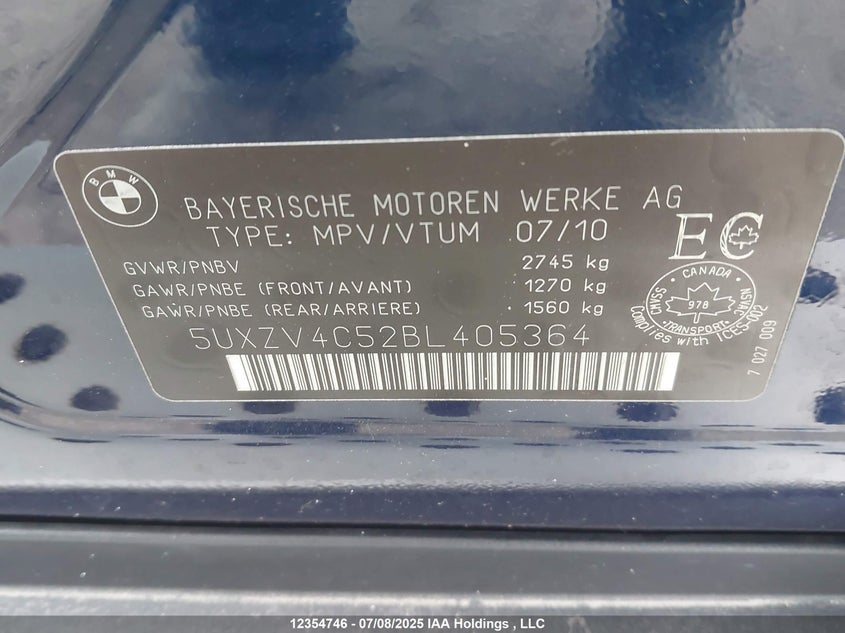 BMW
BAYERISCHE MOTOREN WERKE AG
TYPE: MPV/VTUM 07/10
EC
GVWR/PNBV 2745 kg
GAWR/PNBE (FRONT/AVANT) 1270 kg
GAWR/PNBE (REAR/ARRIERE) 1560 kg
CANADA
CMVSS 978 NSVAC
TRANSPORT
Complies with ICES-002
7 027 009
5UXZV4C52BL405364
12354746 - 07/08/2025 IAA Holdings , LLC